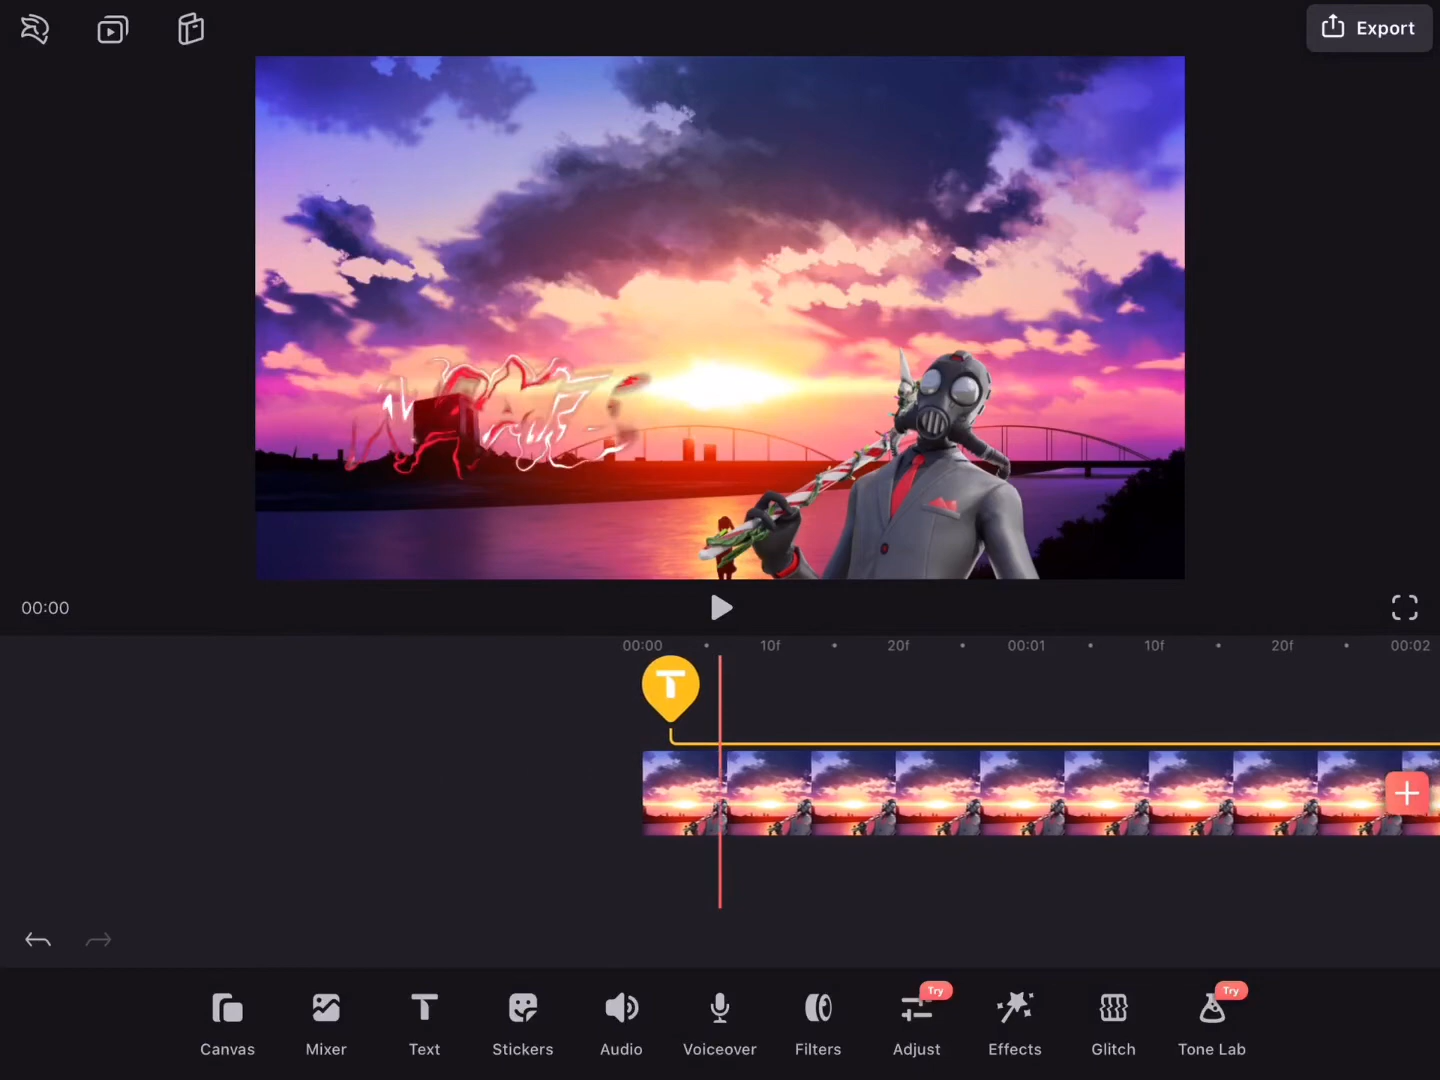 Export
00:00
00:00 10f 20f 00:01 10f 20f 00:02
T
Try Try
Canvas Mixer Text Stickers Audio Voiceover Filters Adjust Effects Glitch Tone Lab